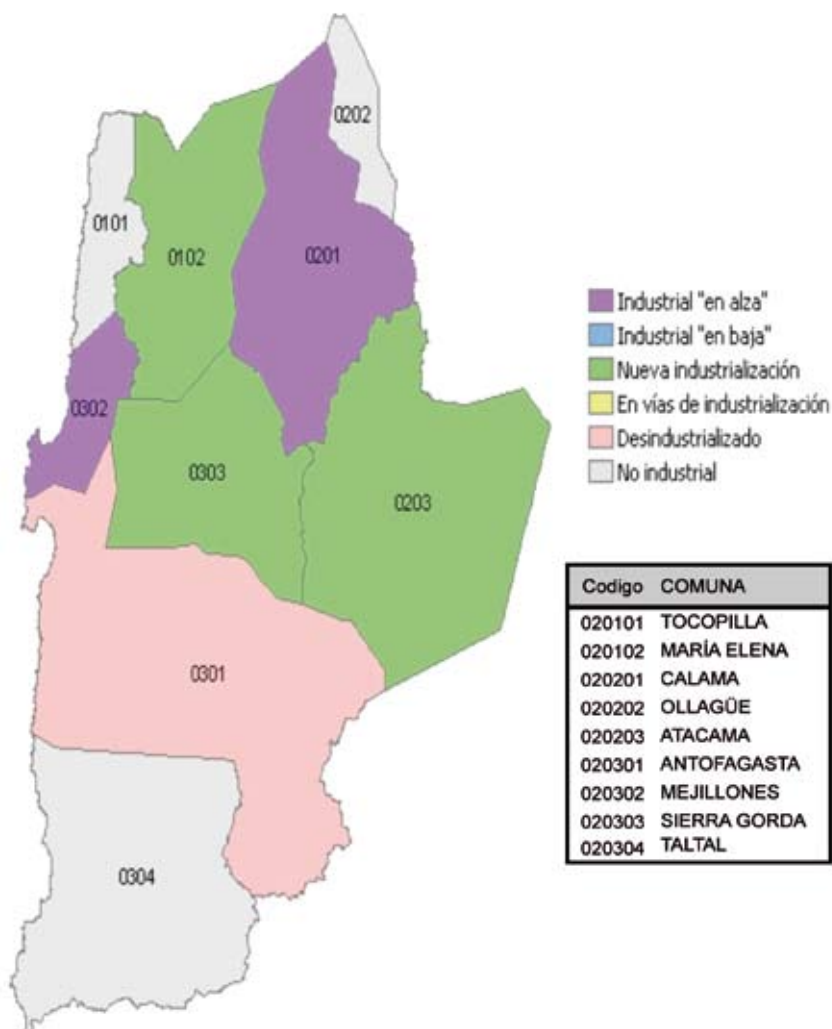 0202
0101
0102
0201
0302
0303
0203
0301
0304
Industrial "en alza"
Industrial "en baja"
Nueva industrialización
En vías de industrialización
Desindustrializado
No industrial
Codigo COMUNA
020101 TOCOPILLA
020102 MARÍA ELENA
020201 CALAMA
020202 OLLAGÜE
020203 ATACAMA
020301 ANTOFAGASTA
020302 MEJILLONES
020303 SIERRA GORDA
020304 TALTAL